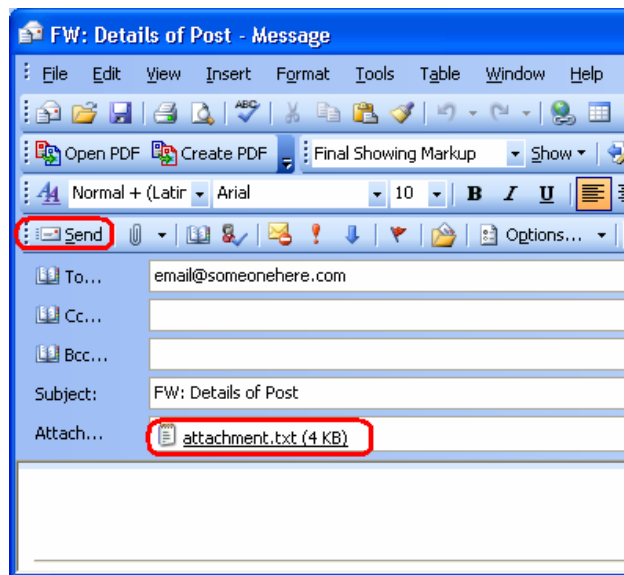 FW: Details of Post - Message
File Edit View Insert Format Tools Table Window Help
ABC
Open PDF Create PDF Final Showing Markup Show
A4 Normal + (Latir Arial 10 B I U
Send Options...
To... email@someonehere.com
Cc...
Bcc...
Subject: FW: Details of Post
Attach... attachment.txt (4 KB)